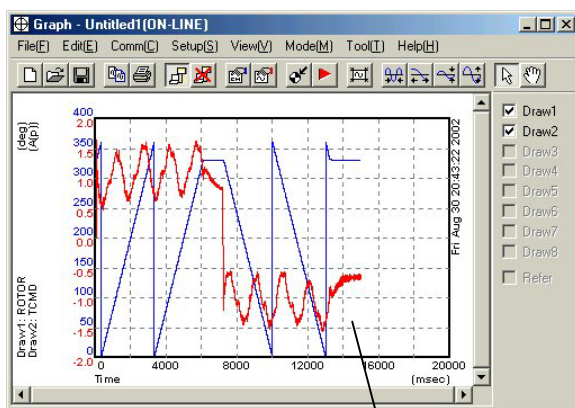 Graph - Untitled1(ON-LINE)
File(F) Edit(E) Comm(C) Setup(S) View(V) Mode(M) Tool(T) Help(H)
(deg)
(A(p))
400
2.0
350
1.5
300
1.0
250
0.5
200
0.0
150
-0.5
100
-1.0
50
-1.5
0
-2.0
Draw1: ROTOR
Draw2: TCMD
0 4000 8000 12000 16000 20000
Time (msec)
Fri Aug 30 20:43:22 2002
Draw1
Draw2
Draw3
Draw4
Draw5
Draw6
Draw7
Draw8
Refer